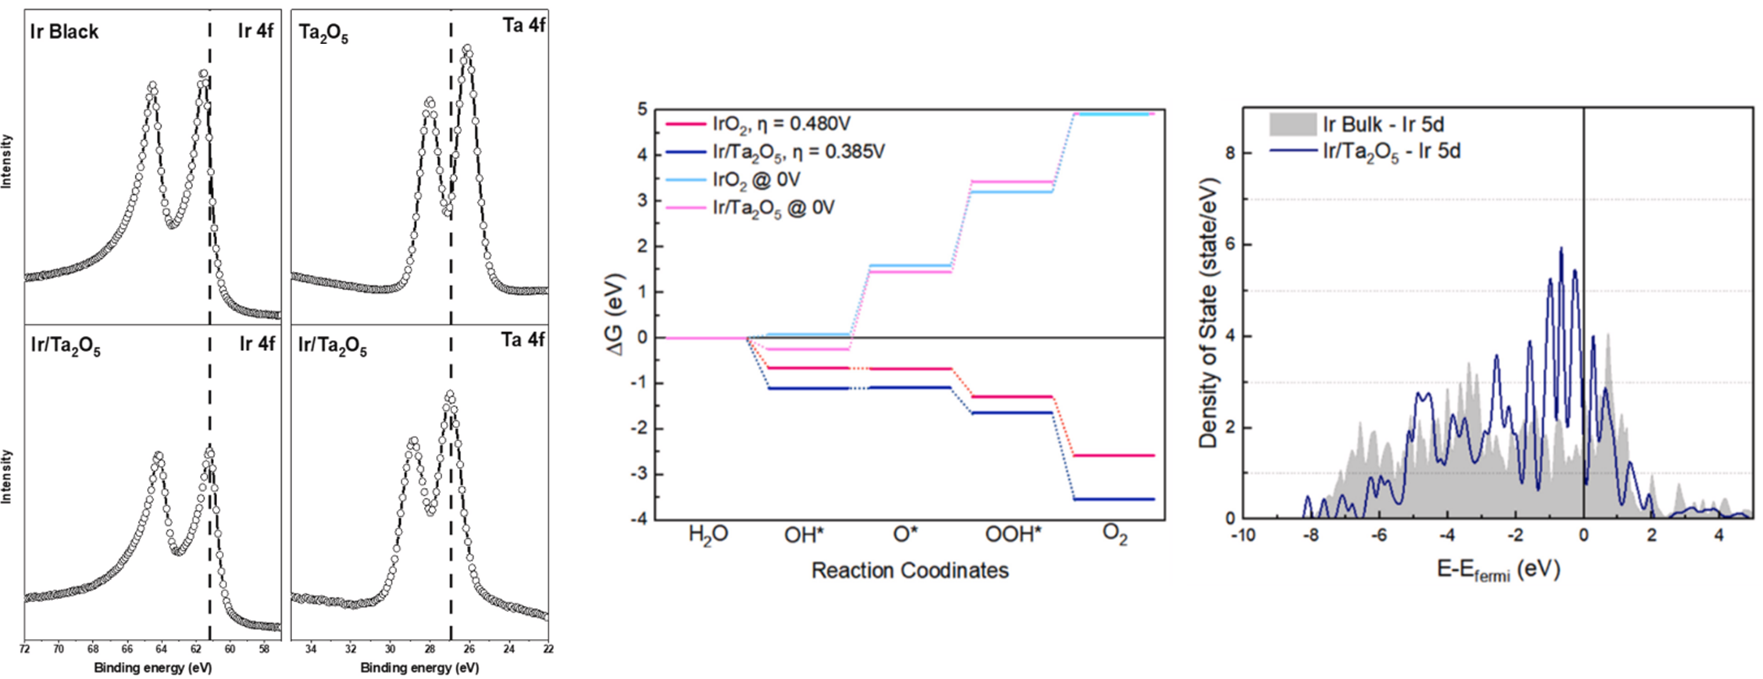 Ir Black Ir 4f
Ta₂O₅ Ta 4f
Intensity
Ir/Ta₂O₅ Ir 4f
Ir/Ta₂O₅ Ta 4f
Intensity
72 70 68 66 64 62 60 58
Binding energy (eV)
34 32 30 28 26 24 22
Binding energy (eV)
IrO₂, η = 0.480V
Ir/Ta₂O₅, η = 0.385V
IrO₂ @ 0V
Ir/Ta₂O₅ @ 0V
ΔG (eV)
5
4
3
2
1
0
-1
-2
-3
-4
H₂O OH* O* OOH* O₂
Reaction Coodinates
Ir Bulk - Ir 5d
Ir/Ta₂O₅ - Ir 5d
Density of State (state/eV)
8
6
4
2
0
-10 -8 -6 -4 -2 0 2 4
E-Efermi (eV)